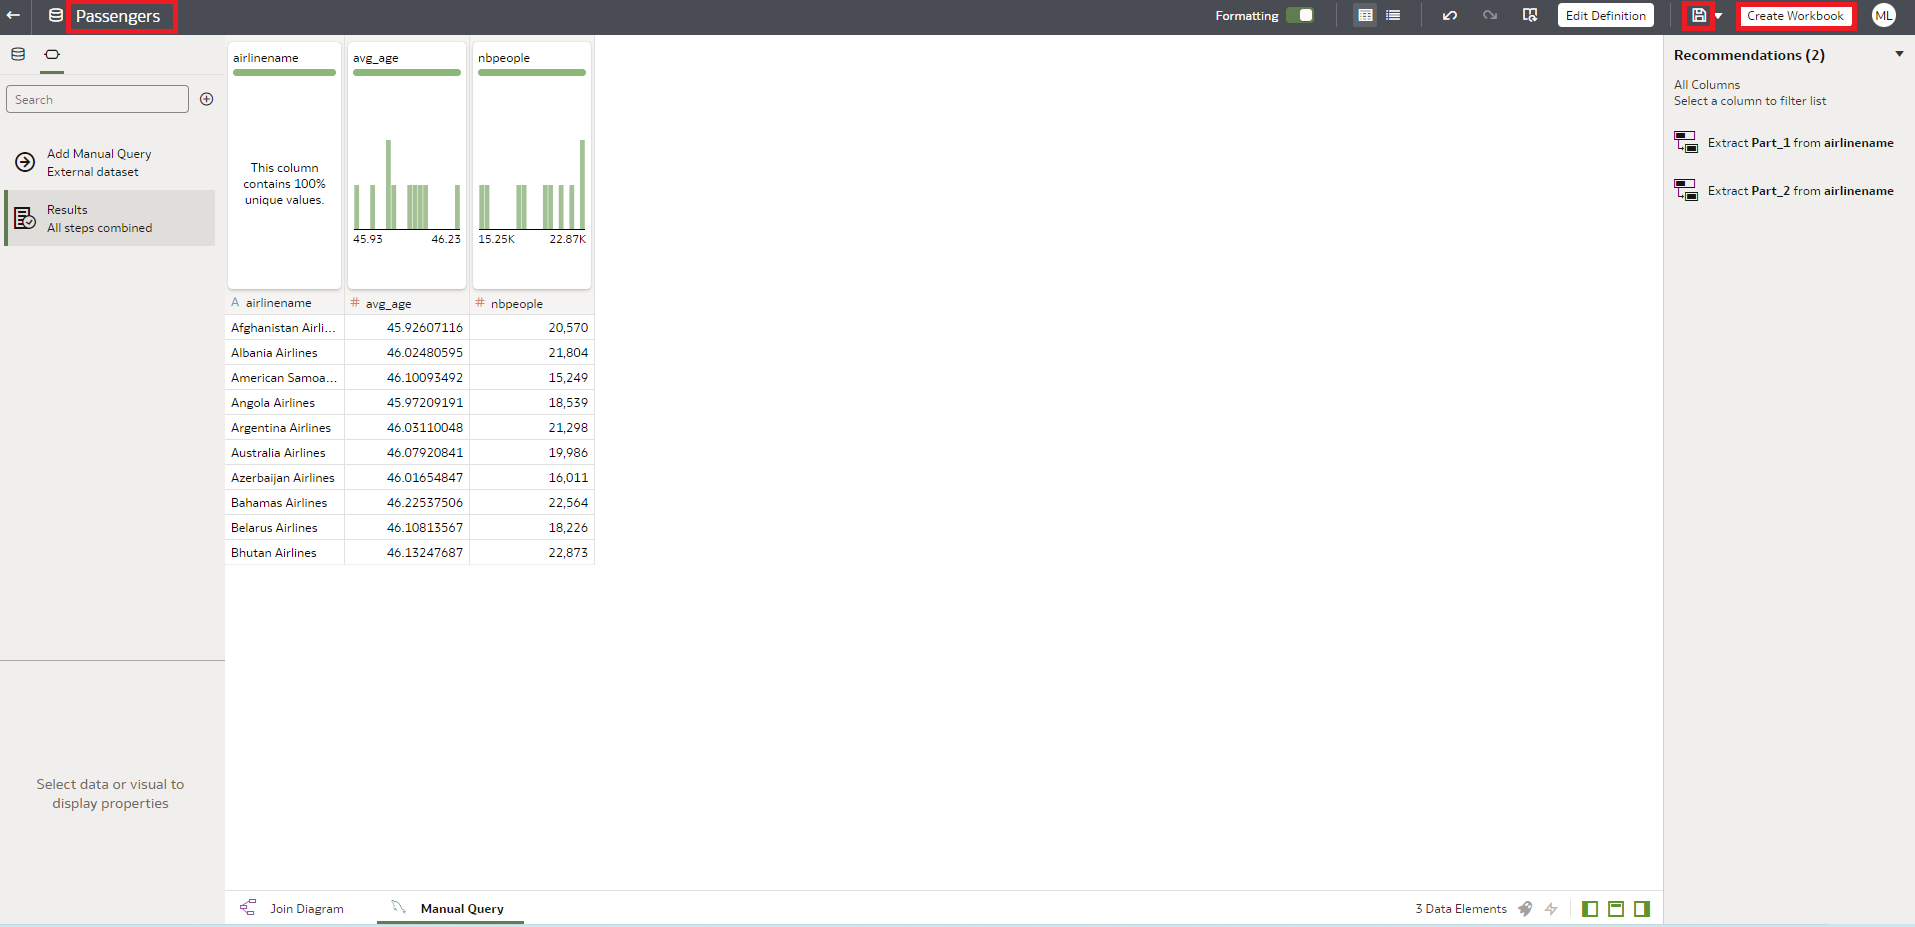 Passengers
Formatting
Edit Definition
Create Workbook
ML
Search
Add Manual Query
External dataset
Results
All steps combined
Select data or visual to
display properties
airlinename
avg_age
nbpeople
This column
contains 100%
unique values.
45.93 46.23
15.25K 22.87K
A airlinename # avg_age # nbpeople
Afghanistan Airli... 45.92607116 20,570
Albania Airlines 46.02480595 21,804
American Samoa... 46.10093492 15,249
Angola Airlines 45.97209191 18,539
Argentina Airlines 46.03110048 21,298
Australia Airlines 46.07920841 19,986
Azerbaijan Airlines 46.01654847 16,011
Bahamas Airlines 46.22537506 22,564
Belarus Airlines 46.10813567 18,226
Bhutan Airlines 46.13247687 22,873
Recommendations (2)
All Columns
Select a column to filter list
Extract Part_1 from airlinename
Extract Part_2 from airlinename
Join Diagram
Manual Query
3 Data Elements